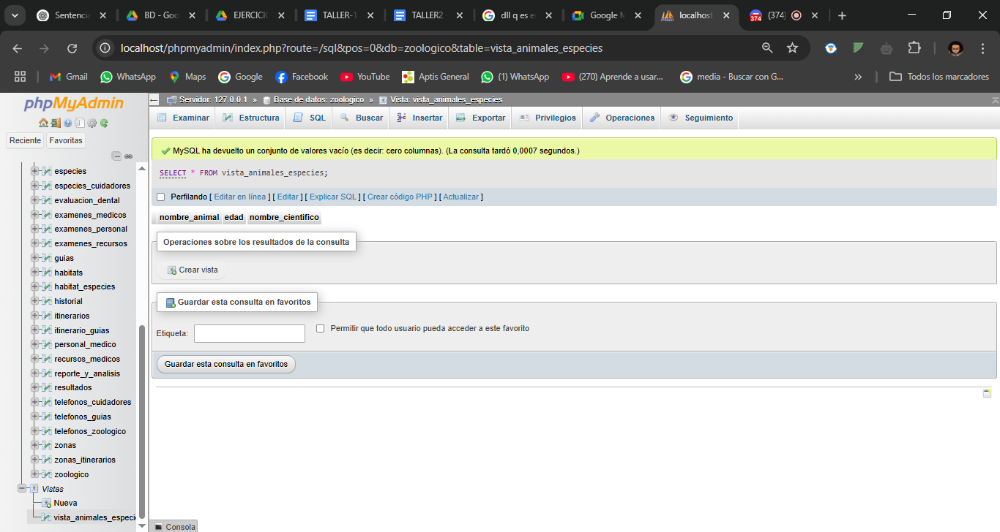 Sentencia
BD - Goo
EJERCICI
TALLER-1
TALLER2
dll q es e
Google M
localhost
374
(374)
localhost/phpmyadmin/index.php?route=/sql&pos=0&db=zoologico&table=vista_animales_especies
Gmail
WhatsApp
Maps
Google
Facebook
YouTube
Aptis General
(1) WhatsApp
(270) Aprende a usar...
media - Buscar con G...
»
Todos los marcadores
phpMyAdmin
Reciente
Favoritas
especies
especies_cuidadores
evaluacion_dental
examenes_medicos
examenes_personal
examenes_recursos
guias
habitats
habitat_especies
historial
itinerarios
itinerario_guias
personal_medico
recursos_medicos
reporte_y_analisis
resultados
telefonos_cuidadores
telefonos_guias
telefonos_zoologico
zonas
zonas_itinerarios
zoologico
Vistas
Nueva
vista_animales_especi
Servidor: 127.0.0.1 » Base de datos: zoologico » Vista: vista_animales_especies
Examinar
Estructura
SQL
Buscar
Insertar
Exportar
Privilegios
Operaciones
Seguimiento
MySQL ha devuelto un conjunto de valores vacío (es decir: cero columnas). (La consulta tardó 0,0007 segundos.)
SELECT * FROM vista_animales_especies;
Perfilando [ Editar en línea ] [ Editar ] [ Explicar SQL ] [ Crear código PHP ] [ Actualizar ]
nombre_animal edad nombre_cientifico
Operaciones sobre los resultados de la consulta
Crear vista
Guardar esta consulta en favoritos
Etiqueta:
Permitir que todo usuario pueda acceder a este favorito
Guardar esta consulta en favoritos
Consola